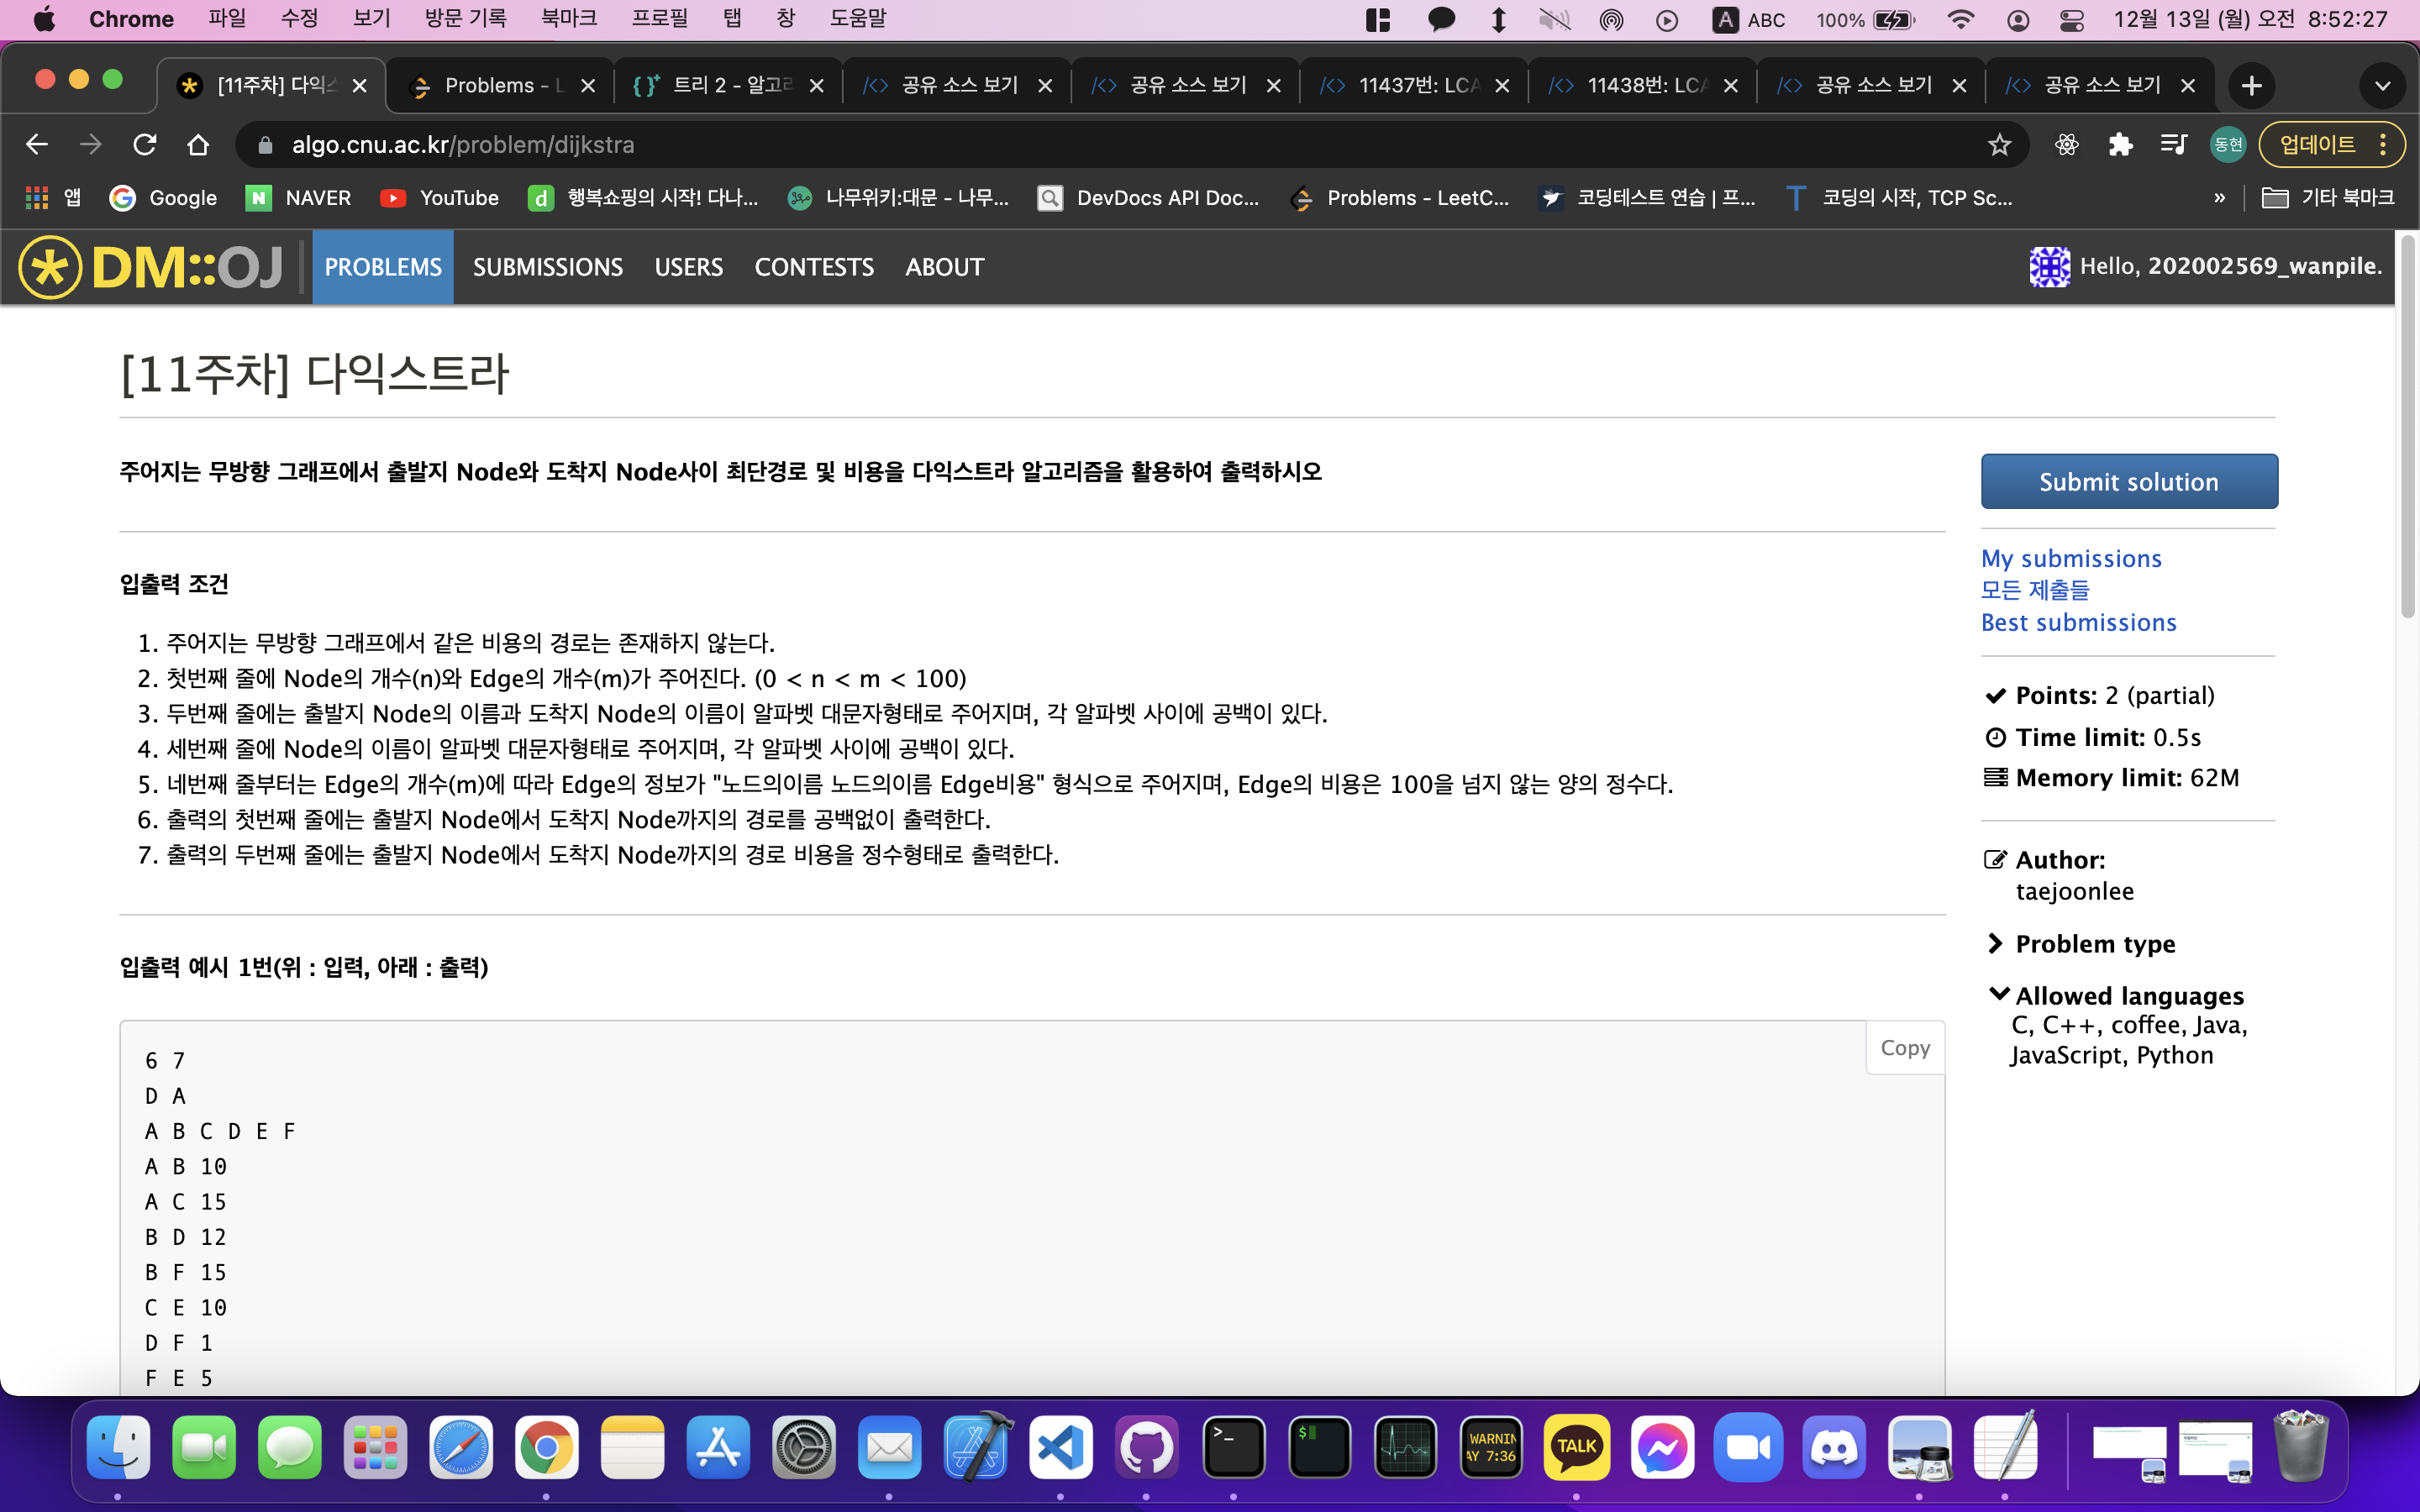 Chrome 파일 수정 보기 방문 기록 북마크 프로필 탭 창 도움말 A ABC 100% 12월 13일 (월) 오전 8:52:27
[11주차] 다익스 Problems - L 트리 2 - 알고리 공유 소스 보기 공유 소스 보기 11437번: LCA 11438번: LCA 공유 소스 보기 공유 소스 보기
algo.cnu.ac.kr/problem/dijkstra 동현 업데이트
앱 Google NAVER YouTube 행복쇼핑의 시작! 다나... 나무위키:대문 - 나무... DevDocs API Doc... Problems - LeetC... 코딩테스트 연습 | 프... 코딩의 시작, TCP Sc... » 기타 북마크
DM::OJ PROBLEMS SUBMISSIONS USERS CONTESTS ABOUT Hello, 202002569_wanpile.
[11주차] 다익스트라
주어지는 무방향 그래프에서 출발지 Node와 도착지 Node사이 최단경로 및 비용을 다익스트라 알고리즘을 활용하여 출력하시오
입출력 조건
1. 주어지는 무방향 그래프에서 같은 비용의 경로는 존재하지 않는다.
2. 첫번째 줄에 Node의 개수(n)와 Edge의 개수(m)가 주어진다. (0 < n < m < 100)
3. 두번째 줄에는 출발지 Node의 이름과 도착지 Node의 이름이 알파벳 대문자형태로 주어지며, 각 알파벳 사이에 공백이 있다.
4. 세번째 줄에 Node의 이름이 알파벳 대문자형태로 주어지며, 각 알파벳 사이에 공백이 있다.
5. 네번째 줄부터는 Edge의 개수(m)에 따라 Edge의 정보가 "노드의이름 노드의이름 Edge비용" 형식으로 주어지며, Edge의 비용은 100을 넘지 않는 양의 정수다.
6. 출력의 첫번째 줄에는 출발지 Node에서 도착지 Node까지의 경로를 공백없이 출력한다.
7. 출력의 두번째 줄에는 출발지 Node에서 도착지 Node까지의 경로 비용을 정수형태로 출력한다.
입출력 예시 1번(위 : 입력, 아래 : 출력)
Copy
6 7
D A
A B C D E F
A B 10
A C 15
B D 12
B F 15
C E 10
D F 1
F E 5
Submit solution
My submissions
모든 제출들
Best submissions
Points: 2 (partial)
Time limit: 0.5s
Memory limit: 62M
Author:
taejoonlee
Problem type
Allowed languages
C, C++, coffee, Java,
JavaScript, Python
WARNIN
AY 7:36
TALK